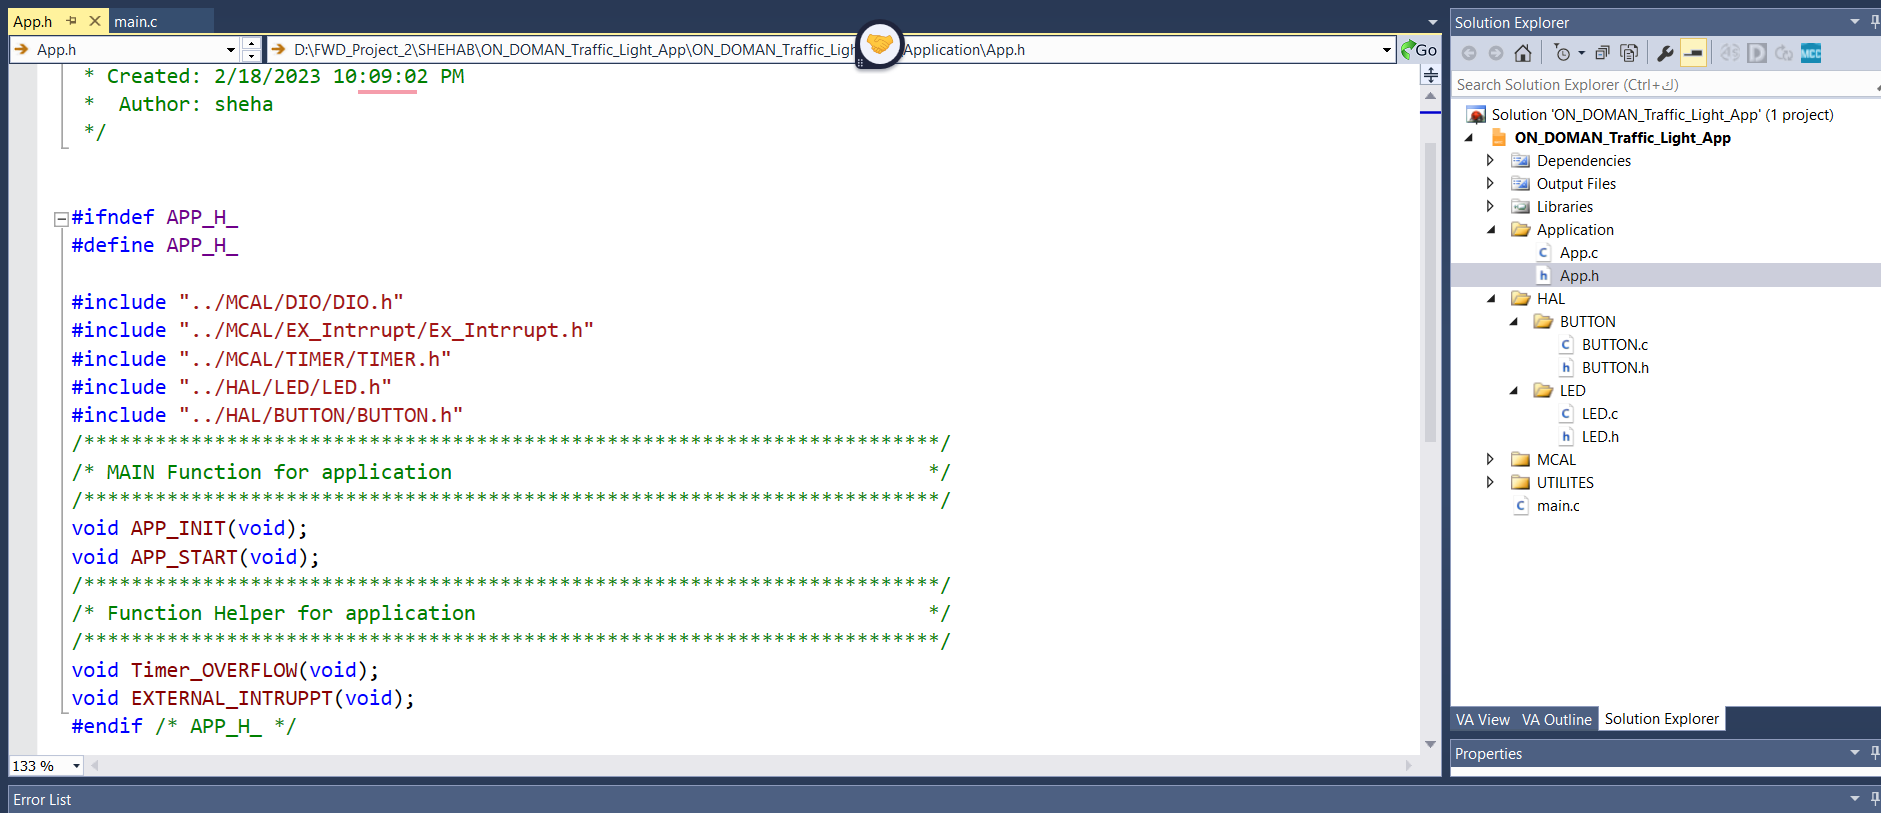 App.h
main.c
App.h
D:\FWD_Project_2\SHEHAB\ON_DOMAN_Traffic_Light_App\ON_DOMAN_Traffic_Ligh Application\App.h
Go
* Created: 2/18/2023 10:09:02 PM
*  Author: sheha
*/
#ifndef APP_H_
#define APP_H_
#include "../MCAL/DIO/DIO.h"
#include "../MCAL/EX_Intrrupt/Ex_Intrrupt.h"
#include "../MCAL/TIMER/TIMER.h"
#include "../HAL/LED/LED.h"
#include "../HAL/BUTTON/BUTTON.h"
/************************************************************************/
/* MAIN Function for application                                        */
/************************************************************************/
void APP_INIT(void);
void APP_START(void);
/************************************************************************/
/* Function Helper for application                                      */
/************************************************************************/
void Timer_OVERFLOW(void);
void EXTERNAL_INTRUPPT(void);
#endif /* APP_H_ */
133 %
Error List
Solution Explorer
MCC
Search Solution Explorer (Ctrl+ك)
Solution 'ON_DOMAN_Traffic_Light_App' (1 project)
ON_DOMAN_Traffic_Light_App
Dependencies
Output Files
Libraries
Application
App.c
App.h
HAL
BUTTON
BUTTON.c
BUTTON.h
LED
LED.c
LED.h
MCAL
UTILITES
main.c
VA View
VA Outline
Solution Explorer
Properties